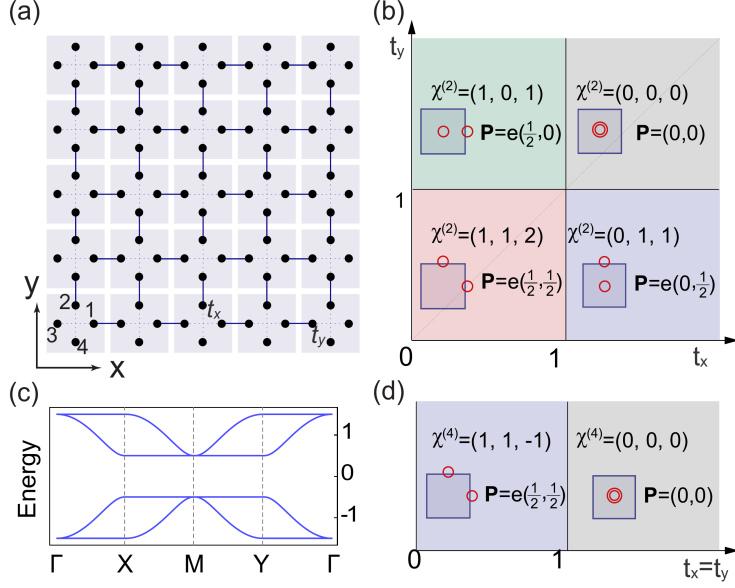 (a)
y
x
2
1
3
4
tₓ
t_y
(b)
t_y
χ⁽²⁾=(1, 0, 1)
P=e(½,0)
χ⁽²⁾=(0, 0, 0)
P=(0,0)
1
χ⁽²⁾=(1, 1, 2)
P=e(½,½)
χ⁽²⁾=(0, 1, 1)
P=e(0,½)
0
1
tₓ
(c)
Energy
1
0
-1
Γ X M Y Γ
(d)
χ⁽⁴⁾=(1, 1, -1)
P=e(½,½)
χ⁽⁴⁾=(0, 0, 0)
P=(0,0)
0
1
tₓ=t_y